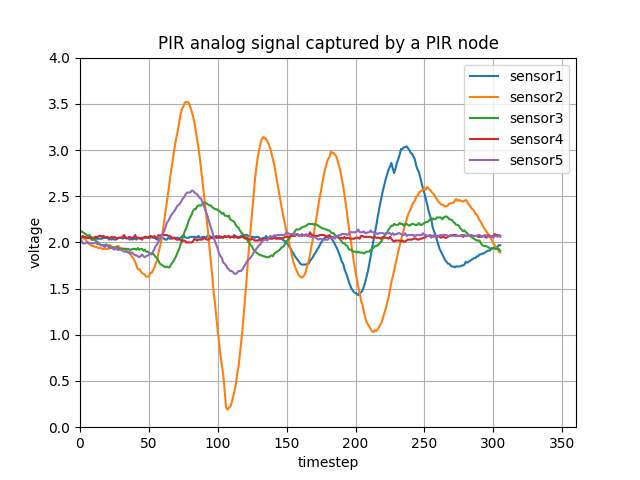 PIR analog signal captured by a PIR node
4.0
3.5
3.0
2.5
2.0
1.5
1.0
0.5
0.0
voltage
sensor1
sensor2
sensor3
sensor4
sensor5
0 50 100 150 200 250 300 350
timestep